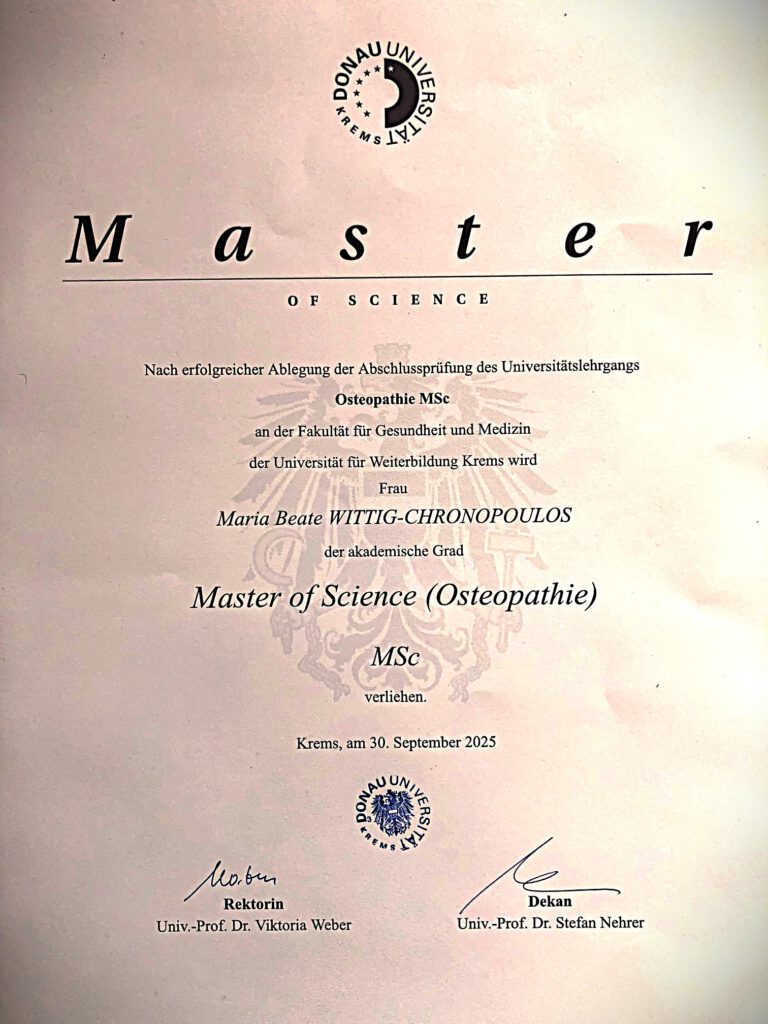 DONAU UNIVERSITÄT KREMS
Master
OF SCIENCE
Nach erfolgreicher Ablegung der Abschlussprüfung des Universitätslehrgangs
Osteopathie MSc
an der Fakultät für Gesundheit und Medizin
der Universität für Weiterbildung Krems wird
Frau
Maria Beate WITTIG-CHRONOPOULOS
der akademische Grad
Master of Science (Osteopathie)
MSc
verliehen.
Krems, am 30. September 2025
DONAU UNIVERSITÄT KREMS
3
Rektorin
Univ.-Prof. Dr. Viktoria Weber
Dekan
Univ.-Prof. Dr. Stefan Nehrer